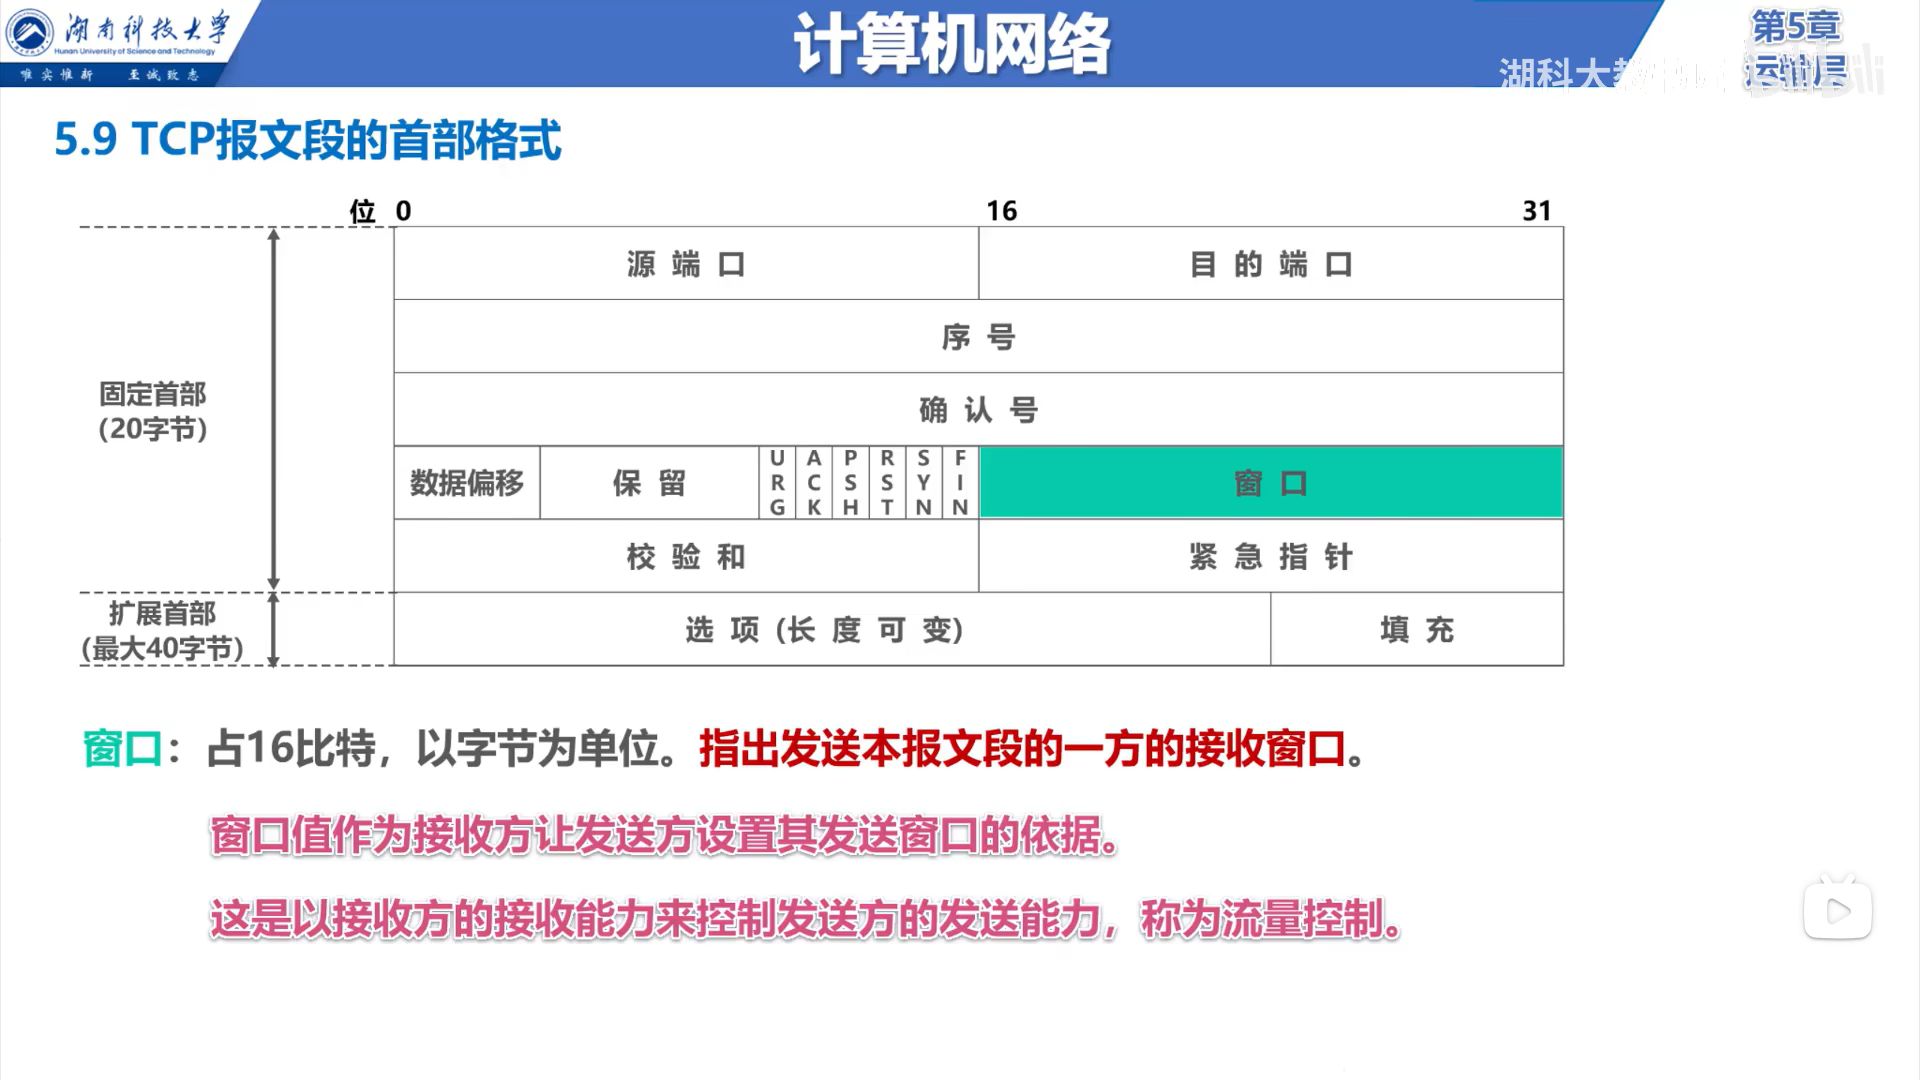 湖南科技大学
Hunan University of Science and Technology
唯实惟新 至诚致志
计算机网络
第5章
运输层
湖科大教
5.9 TCP报文段的首部格式
位 0 16 31
源端口 目的端口
序号
确认号
固定首部
(20字节)
数据偏移 保留 URG ACK PSH RST SYN FIN 窗口
校验和 紧急指针
扩展首部
(最大40字节)
选项(长度可变) 填充
窗口：占16比特，以字节为单位。指出发送本报文段的一方的接收窗口。
窗口值作为接收方让发送方设置其发送窗口的依据。
这是以接收方的接收能力来控制发送方的发送能力，称为流量控制。